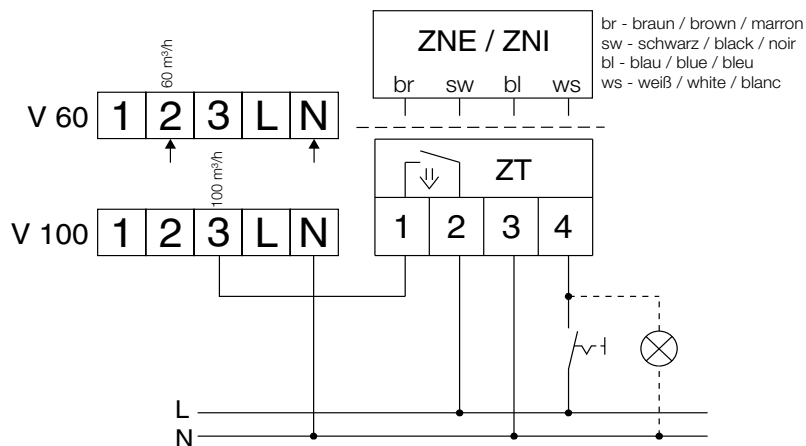 ZNE / ZNI
br sw bl ws
br - braun / brown / marron
sw - schwarz / black / noir
bl - blau / blue / bleu
ws - weiß / white / blanc
60 m³/h
V 60 1 2 3 L N
ZT
1 2 3 4
100 m³/h
V 100 1 2 3 L N
L
N